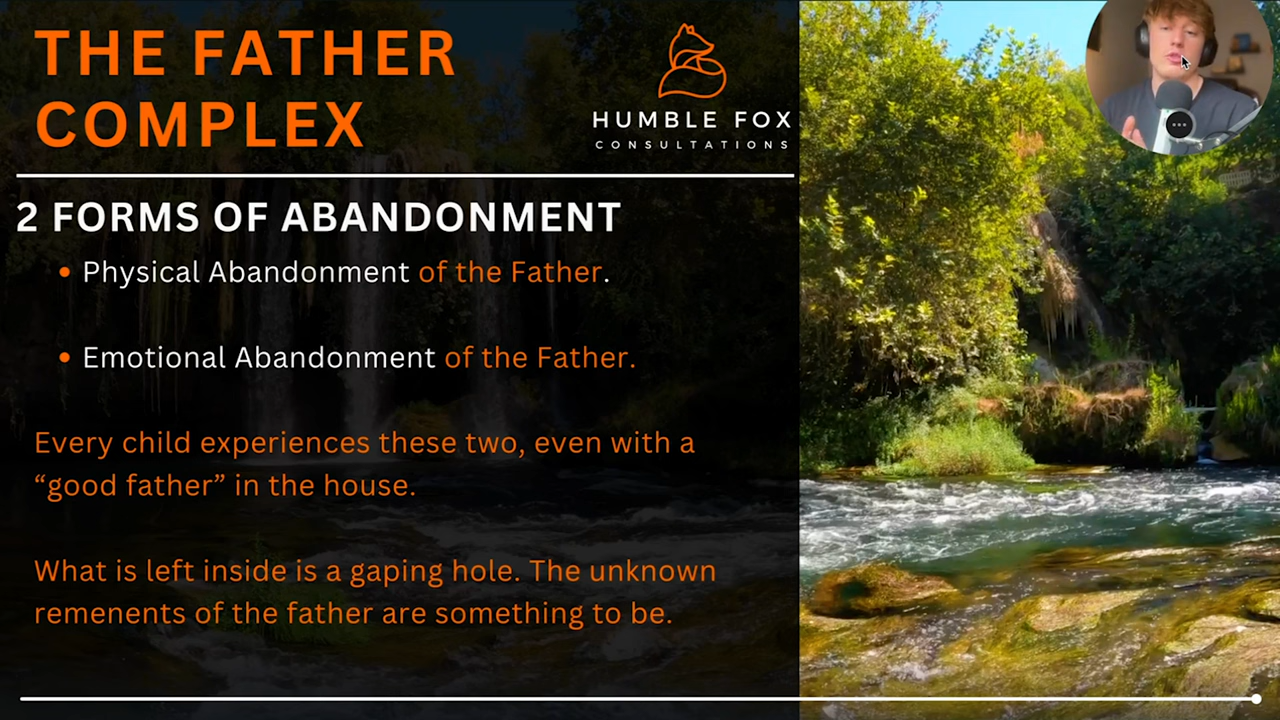 THE FATHER
COMPLEX
HUMBLE FOX
CONSULTATIONS
2 FORMS OF ABANDONMENT
• Physical Abandonment of the Father.
• Emotional Abandonment of the Father.
Every child experiences these two, even with a
“good father” in the house.
What is left inside is a gaping hole. The unknown
remenents of the father are something to be.